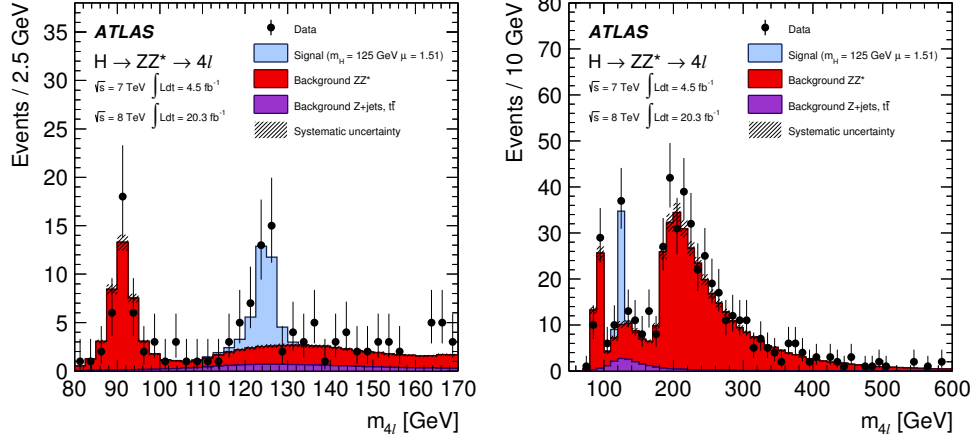 Events / 2.5 GeV
35
30
25
20
15
10
5
0
ATLAS
H → ZZ* → 4l
√s = 7 TeV ∫Ldt = 4.5 fb⁻¹
√s = 8 TeV ∫Ldt = 20.3 fb⁻¹
Data
Signal (m_H = 125 GeV μ = 1.51)
Background ZZ*
Background Z+jets, tt̄
Systematic uncertainty
80 90 100 110 120 130 140 150 160 170
m_4l [GeV]
Events / 10 GeV
80
70
60
50
40
30
20
10
0
ATLAS
H → ZZ* → 4l
√s = 7 TeV ∫Ldt = 4.5 fb⁻¹
√s = 8 TeV ∫Ldt = 20.3 fb⁻¹
Data
Signal (m_H = 125 GeV μ = 1.51)
Background ZZ*
Background Z+jets, tt̄
Systematic uncertainty
100 200 300 400 500 600
m_4l [GeV]